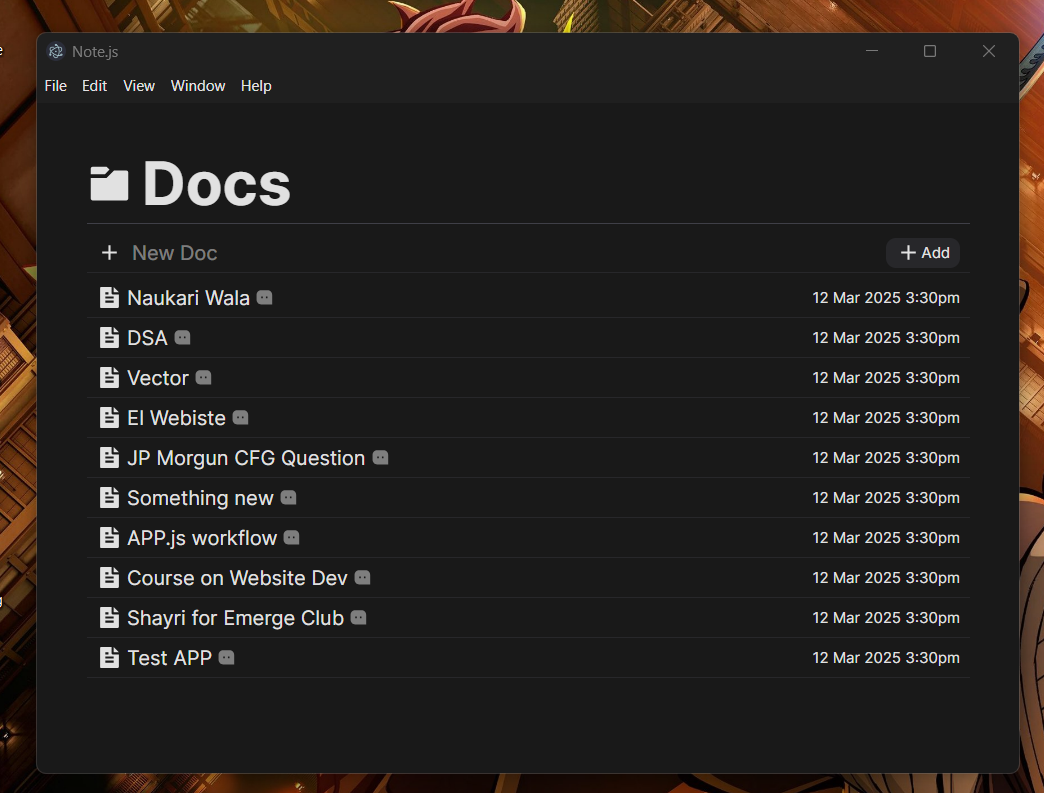 Note.js
File Edit View Window Help
Docs
New Doc
Add
Naukari Wala 12 Mar 2025 3:30pm
DSA 12 Mar 2025 3:30pm
Vector 12 Mar 2025 3:30pm
EI Webiste 12 Mar 2025 3:30pm
JP Morgun CFG Question 12 Mar 2025 3:30pm
Something new 12 Mar 2025 3:30pm
APP.js workflow 12 Mar 2025 3:30pm
Course on Website Dev 12 Mar 2025 3:30pm
Shayri for Emerge Club 12 Mar 2025 3:30pm
Test APP 12 Mar 2025 3:30pm